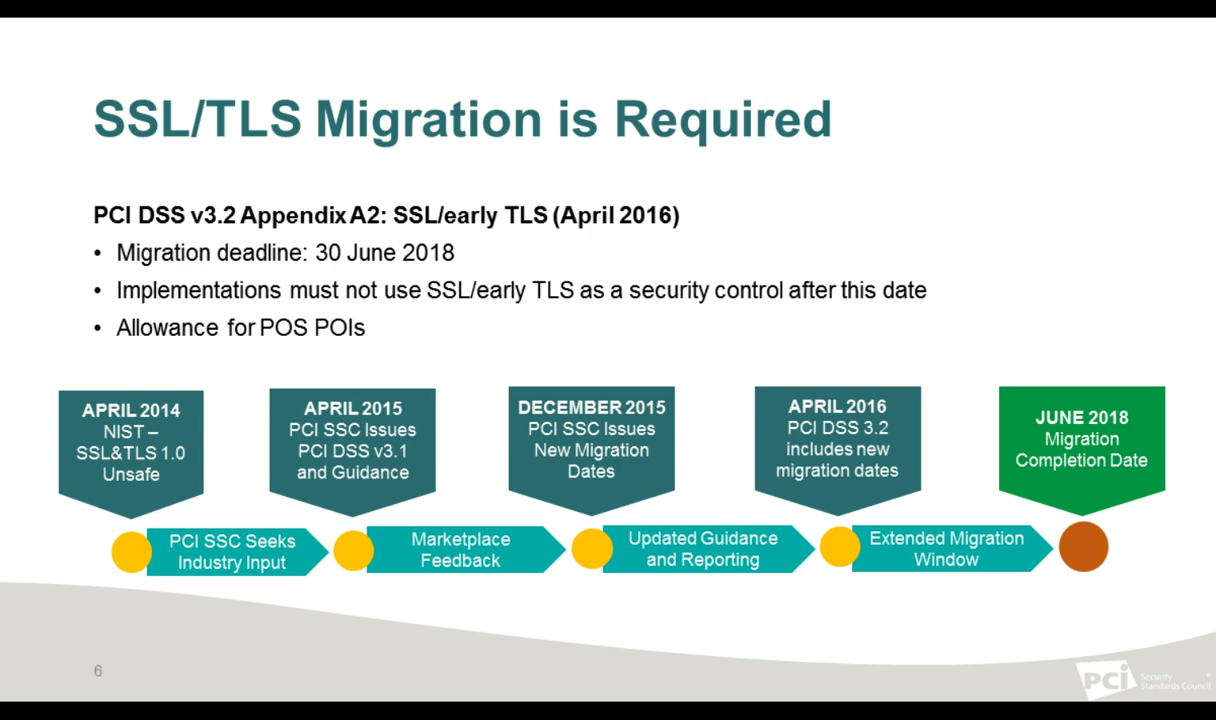 SSL/TLS Migration is Required
PCI DSS v3.2 Appendix A2: SSL/early TLS (April 2016)
• Migration deadline: 30 June 2018
• Implementations must not use SSL/early TLS as a security control after this date
• Allowance for POS POIs
APRIL 2014
NIST –
SSL&TLS 1.0
Unsafe
APRIL 2015
PCI SSC Issues
PCI DSS v3.1
and Guidance
DECEMBER 2015
PCI SSC Issues
New Migration
Dates
APRIL 2016
PCI DSS 3.2
includes new
migration dates
JUNE 2018
Migration
Completion Date
PCI SSC Seeks
Industry Input
Marketplace
Feedback
Updated Guidance
and Reporting
Extended Migration
Window
6
PCi
Security
Standards Council
®